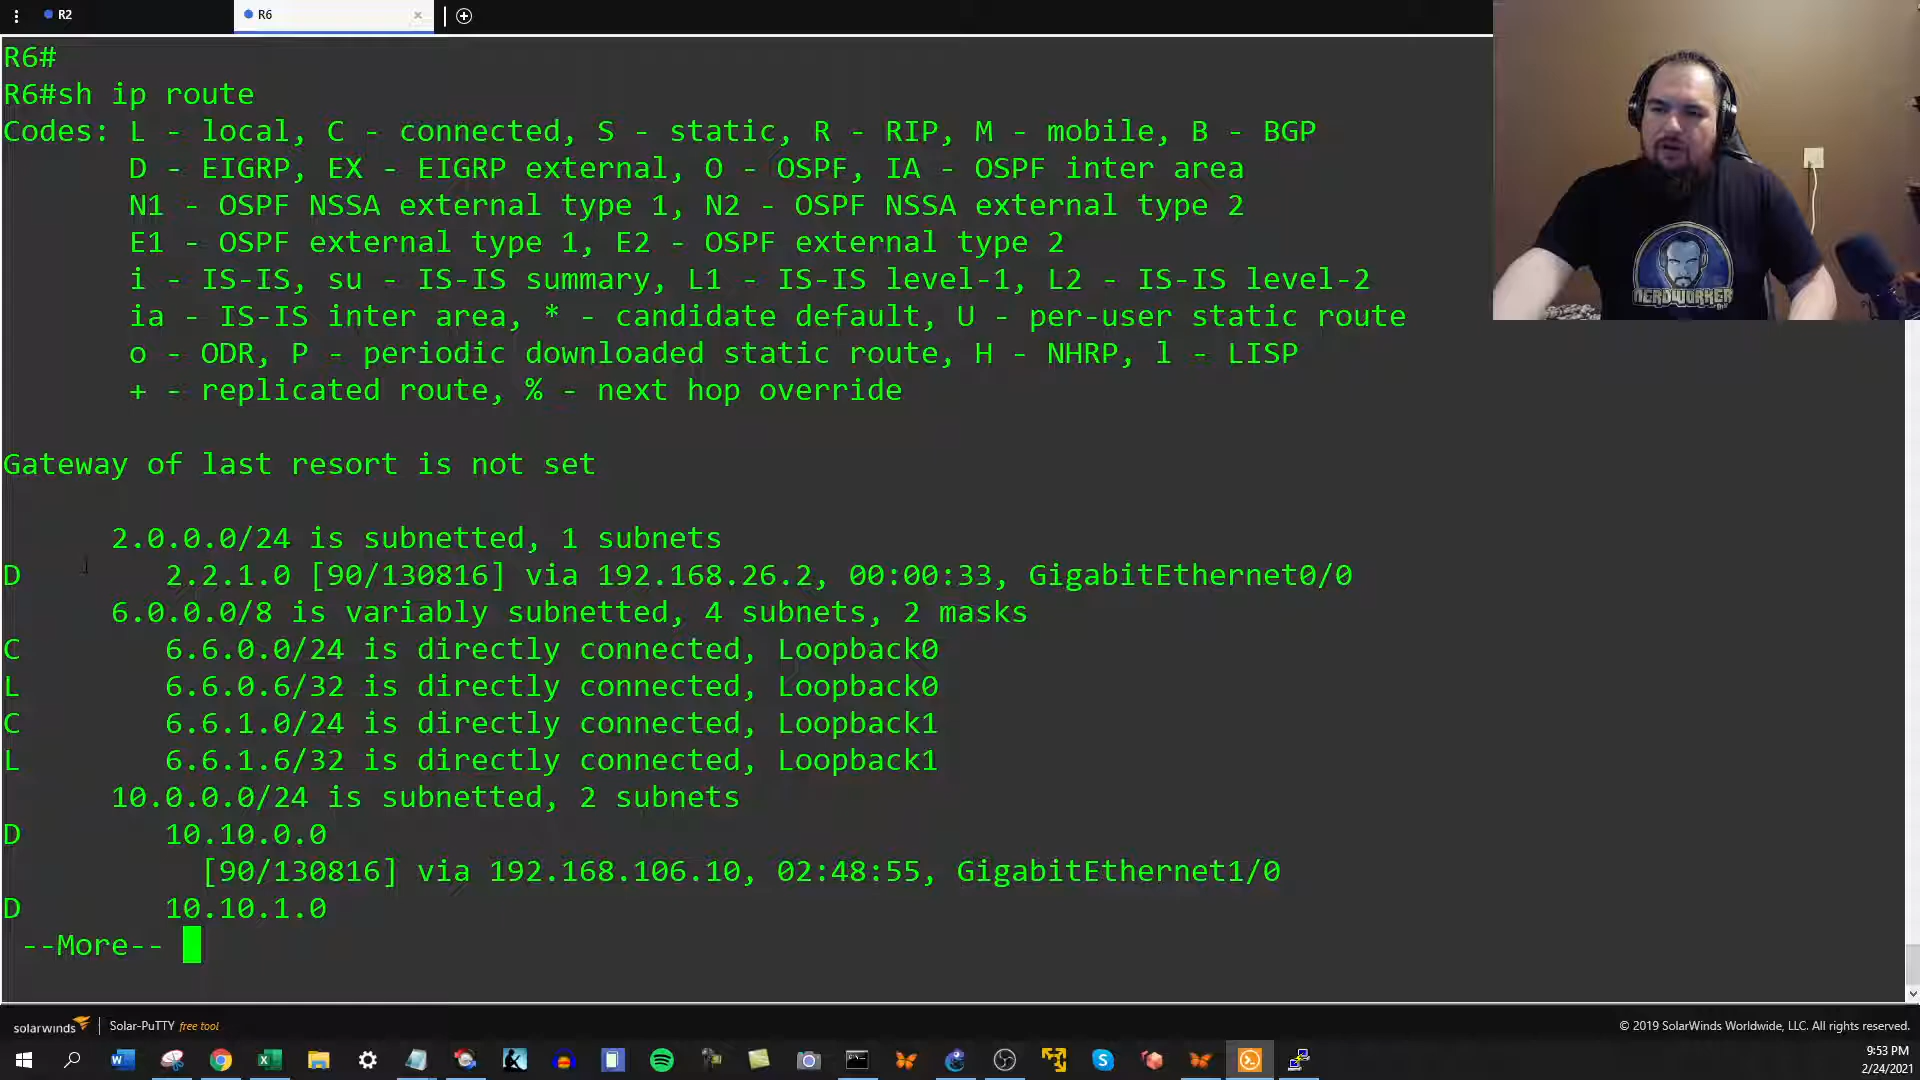 R2
R6
R6#
R6#sh ip route
Codes: L - local, C - connected, S - static, R - RIP, M - mobile, B - BGP
D - EIGRP, EX - EIGRP external, O - OSPF, IA - OSPF inter area
N1 - OSPF NSSA external type 1, N2 - OSPF NSSA external type 2
E1 - OSPF external type 1, E2 - OSPF external type 2
i - IS-IS, su - IS-IS summary, L1 - IS-IS level-1, L2 - IS-IS level-2
ia - IS-IS inter area, * - candidate default, U - per-user static route
o - ODR, P - periodic downloaded static route, H - NHRP, l - LISP
+ - replicated route, % - next hop override
Gateway of last resort is not set
2.0.0.0/24 is subnetted, 1 subnets
D 2.2.1.0 [90/130816] via 192.168.26.2, 00:00:33, GigabitEthernet0/0
6.0.0.0/8 is variably subnetted, 4 subnets, 2 masks
C 6.6.0.0/24 is directly connected, Loopback0
L 6.6.0.6/32 is directly connected, Loopback0
C 6.6.1.0/24 is directly connected, Loopback1
L 6.6.1.6/32 is directly connected, Loopback1
10.0.0.0/24 is subnetted, 2 subnets
D 10.10.0.0
[90/130816] via 192.168.106.10, 02:48:55, GigabitEthernet1/0
D 10.10.1.0
--More--
NERDWORKER
solarwinds | Solar-PuTTY free tool
© 2019 SolarWinds Worldwide, LLC. All rights reserved.
9:53 PM
2/24/2021